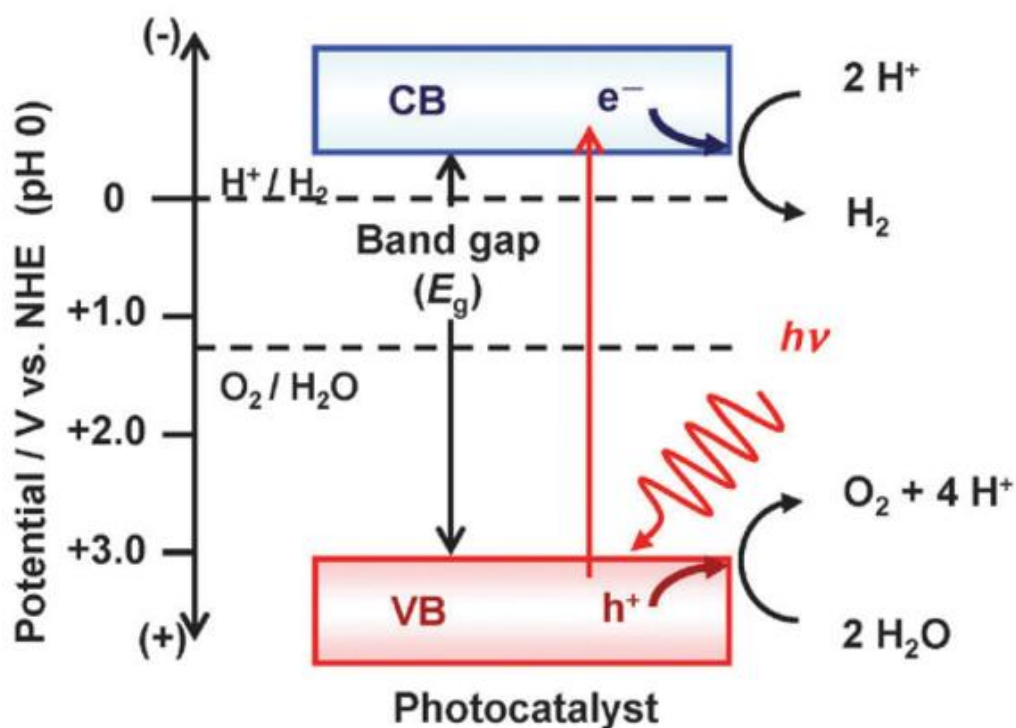 Potential / V vs. NHE (pH 0)
(-)
0
+1.0
+2.0
+3.0
(+)
CB
e⁻
H⁺ / H₂
Band gap
(E_g)
O₂ / H₂O
hν
VB
h⁺
2 H⁺
H₂
O₂ + 4 H⁺
2 H₂O
Photocatalyst